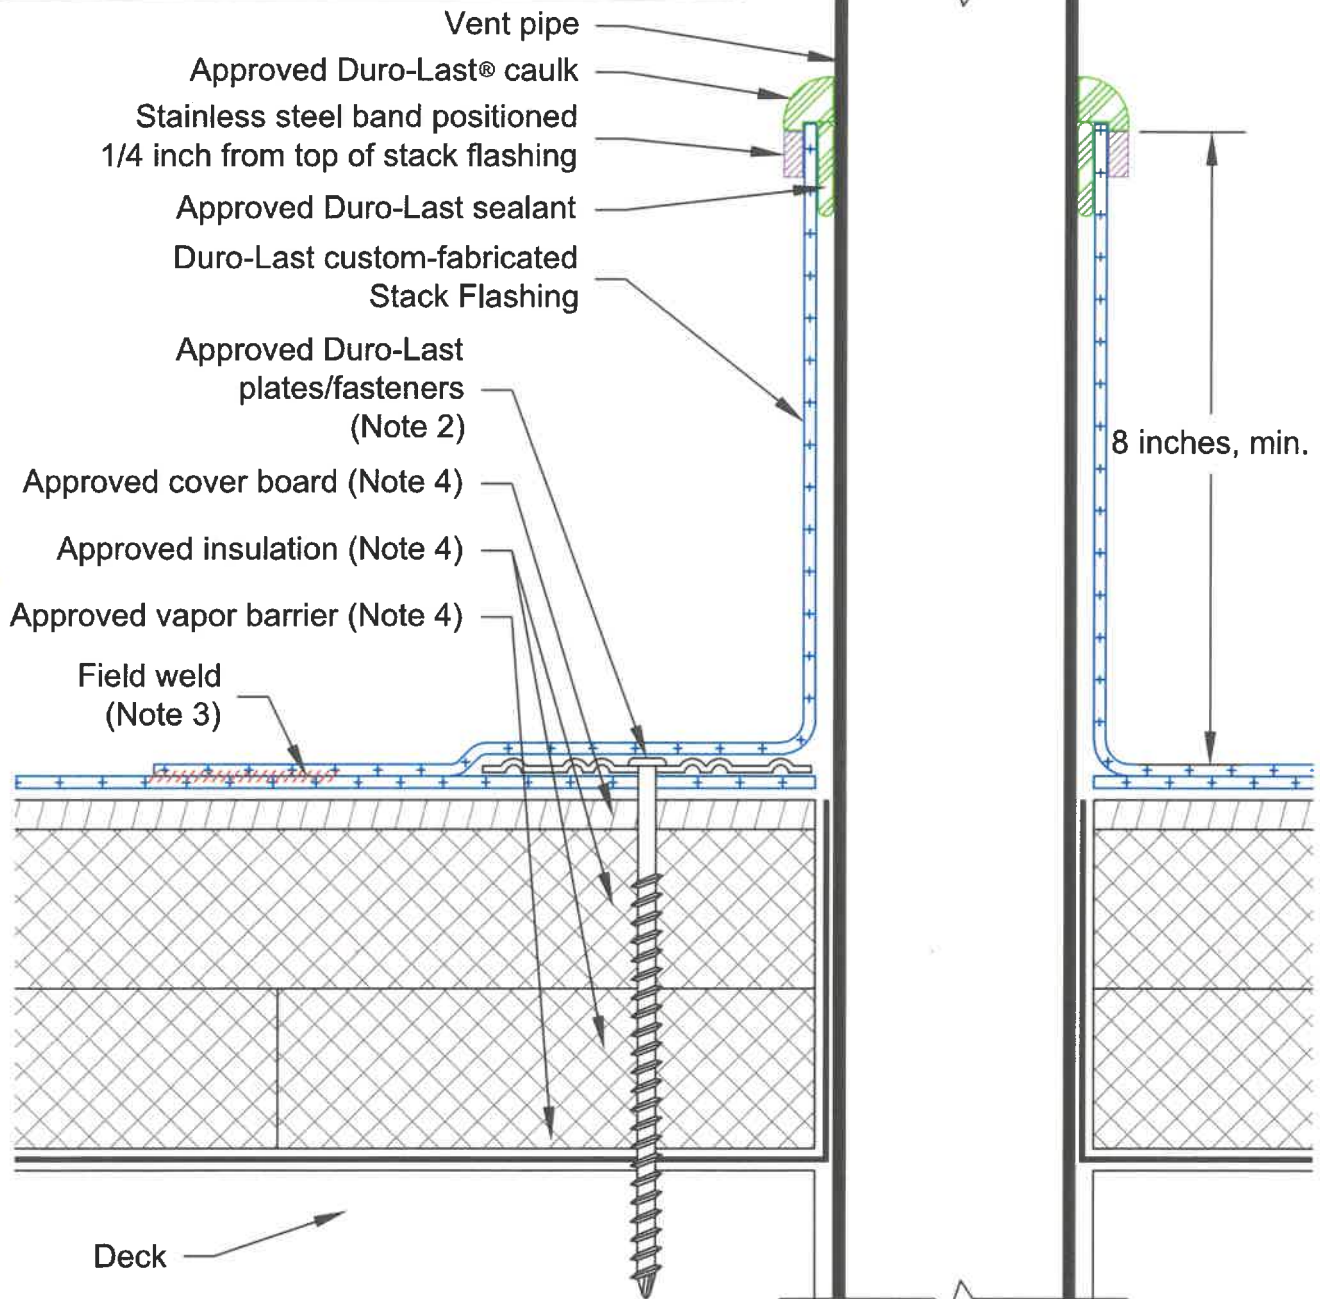 Vent pipe
Approved Duro-Last® caulk
Stainless steel band positioned
1/4 inch from top of stack flashing
Approved Duro-Last sealant
Duro-Last custom-fabricated
Stack Flashing
Approved Duro-Last
plates/fasteners
(Note 2)
8 inches, min.
Approved cover board (Note 4)
Approved insulation (Note 4)
Approved vapor barrier (Note 4)
Field weld
(Note 3)
Deck